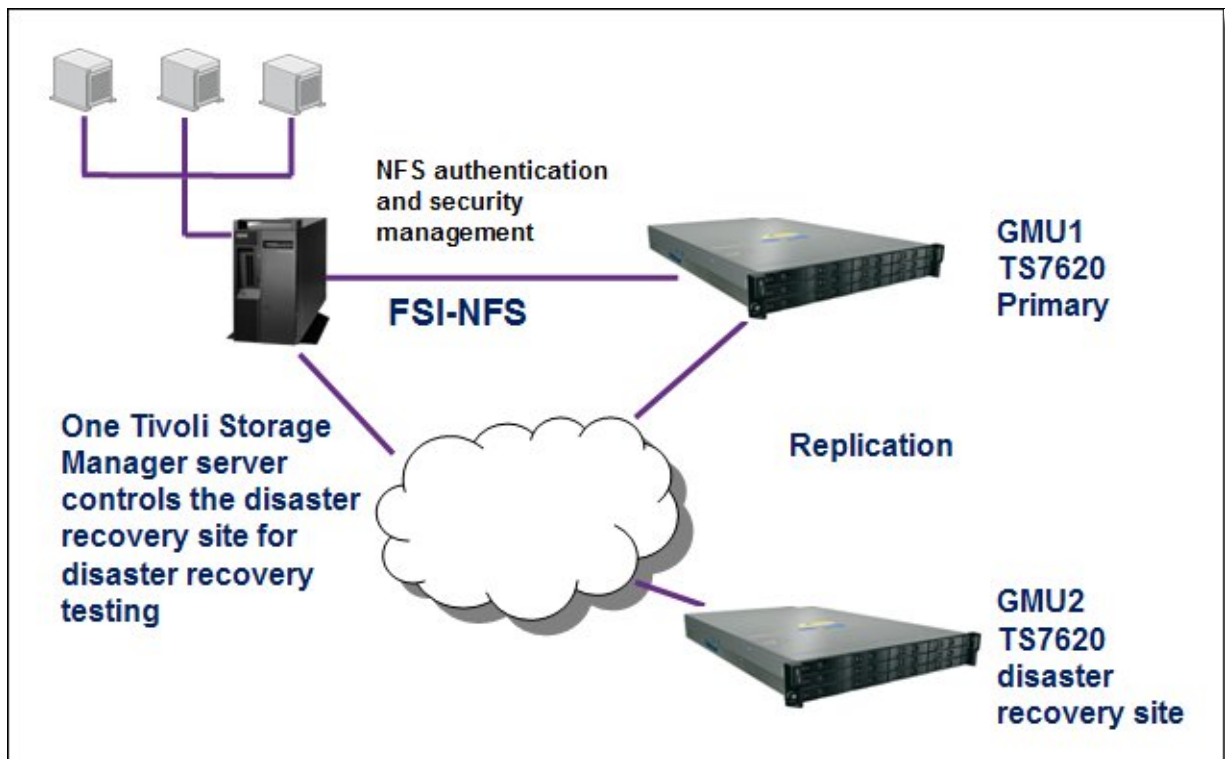 NFS authentication
and security
management
FSI-NFS
GMU1
TS7620
Primary
One Tivoli Storage
Manager server
controls the disaster
recovery site for
disaster recovery
testing
Replication
GMU2
TS7620
disaster
recovery site